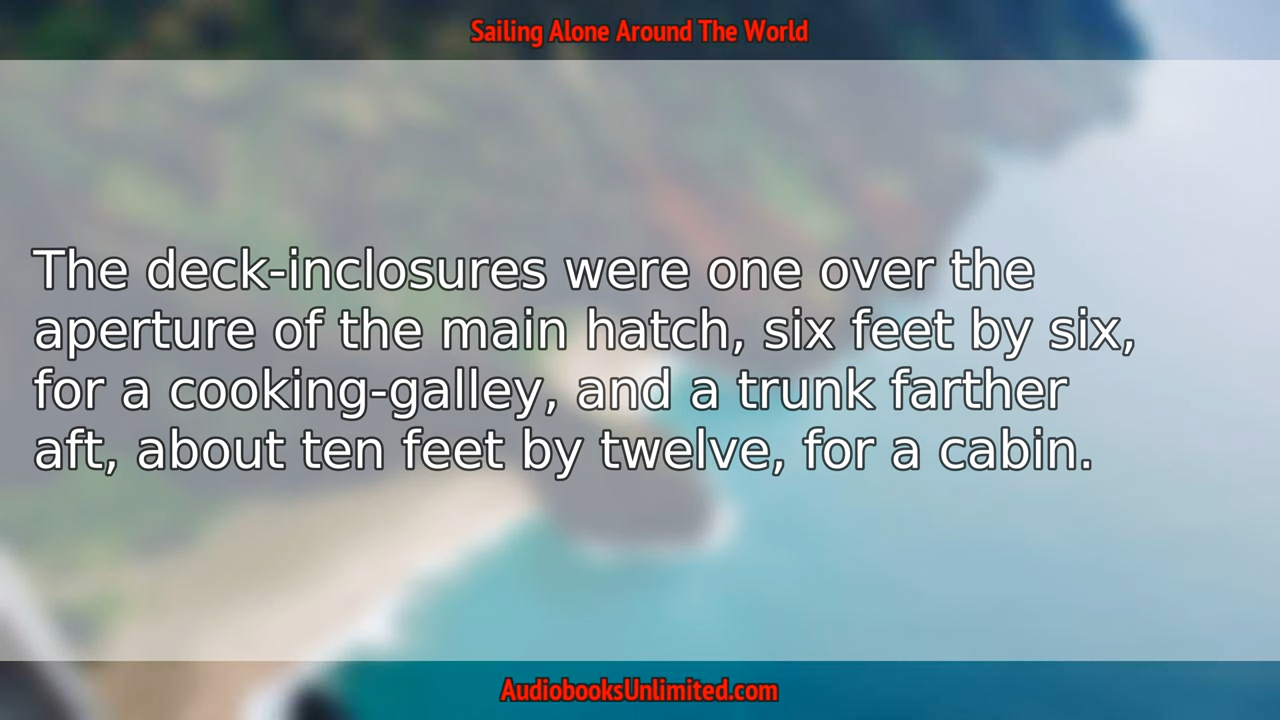 Sailing Alone Around The World
The deck-inclosures were one over the
aperture of the main hatch, six feet by six,
for a cooking-galley, and a trunk farther
aft, about ten feet by twelve, for a cabin.
AudiobooksUnlimited.com